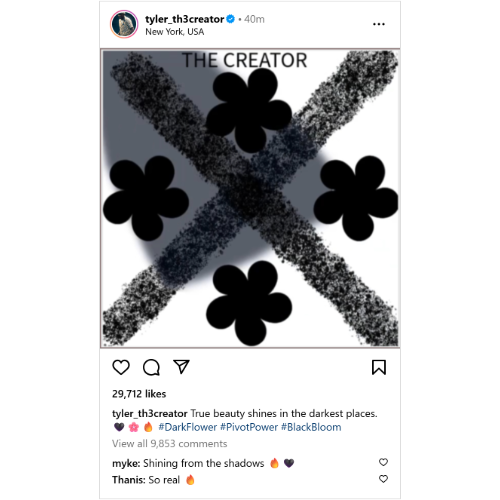 tyler_th3creator • 40m
New York, USA
THE CREATOR
29,712 likes
tyler_th3creator True beauty shines in the darkest places.
🖤🌸🔥 #DarkFlower #PivotPower #BlackBloom
View all 9,853 comments
myke: Shining from the shadows 🔥🖤
Thanis: So real 🔥